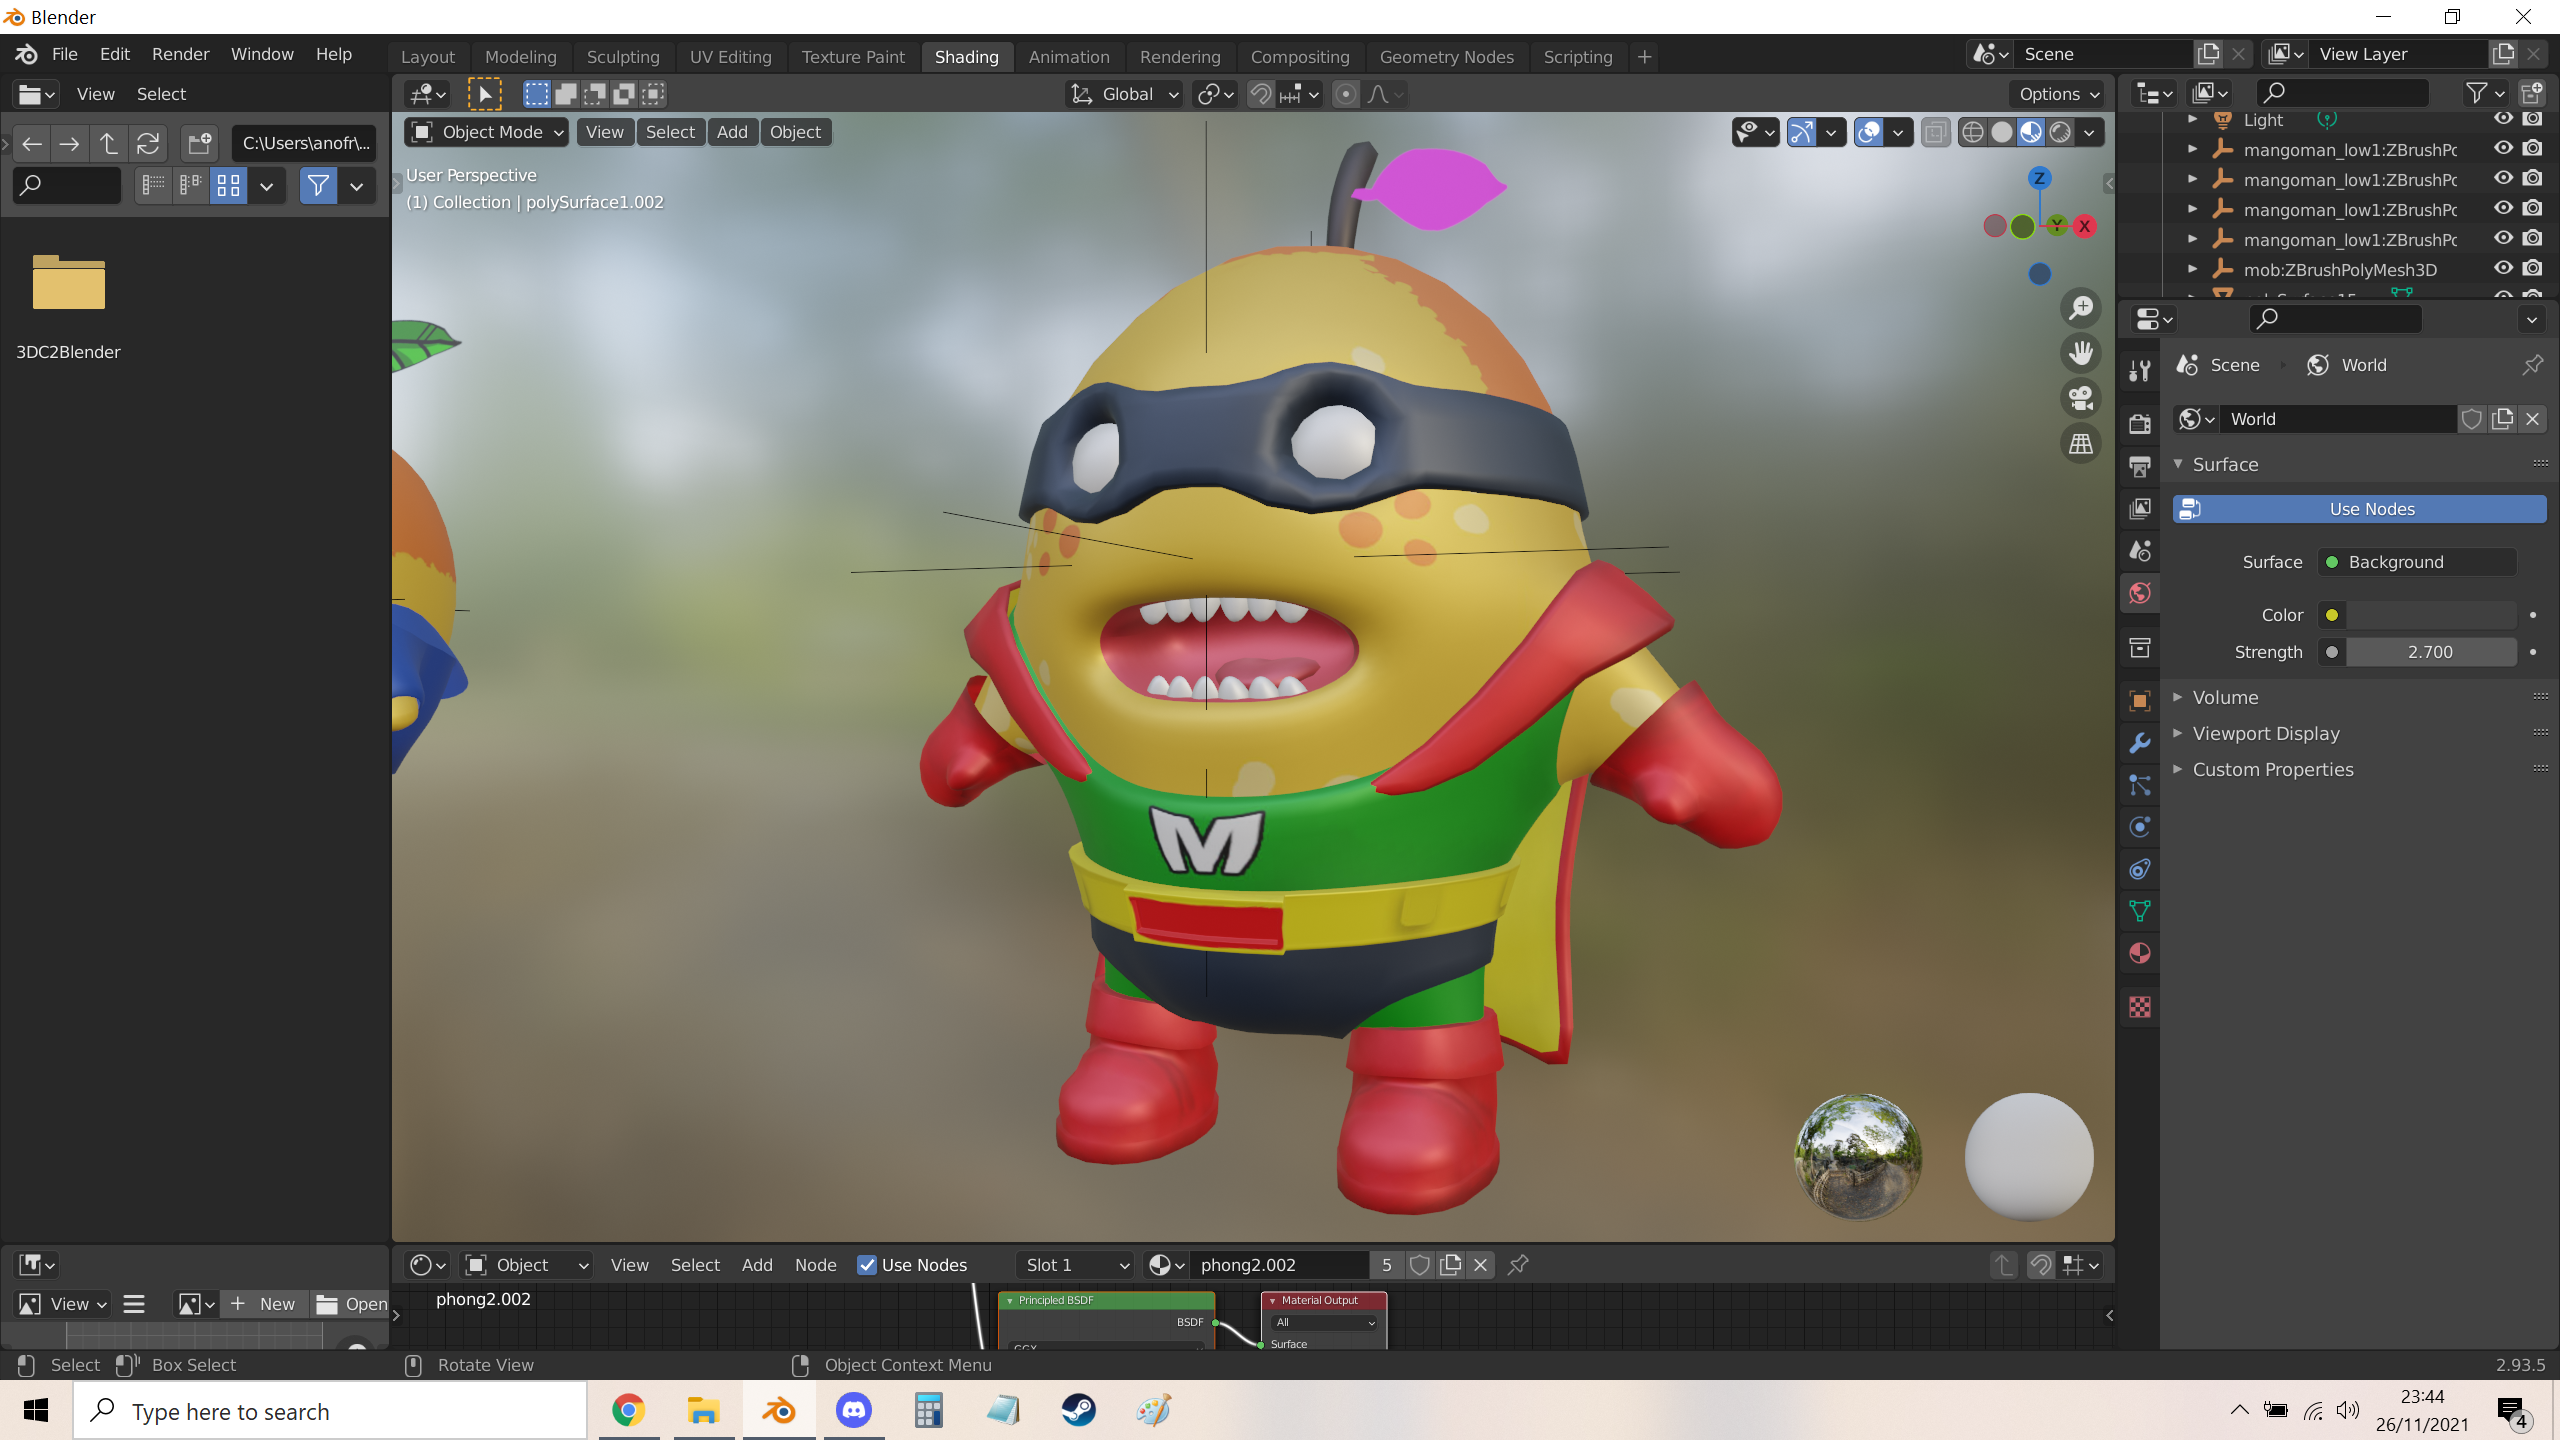 Blender
File Edit Render Window Help
Layout Modeling Sculpting UV Editing Texture Paint Shading Animation Rendering Compositing Geometry Nodes Scripting +
Scene
View Layer
View Select
Global
Options
C:\Users\anofr\...
Object Mode View Select Add Object
User Perspective
(1) Collection | polySurface1.002
3DC2Blender
Z
Y
X
M
Light
mangoman_low1:ZBrushPc
mangoman_low1:ZBrushPc
mangoman_low1:ZBrushPc
mangoman_low1:ZBrushPc
mob:ZBrushPolyMesh3D
Scene World
World
Surface
Use Nodes
Surface Background
Color
Strength 2.700
Volume
Viewport Display
Custom Properties
Object View Select Add Node Use Nodes Slot 1 phong2.002 5
View + New Open
phong2.002
Principled BSDF
BSDF
GGX
Material Output
All
Surface
Select Box Select Rotate View Object Context Menu 2.93.5
Type here to search
23:44
26/11/2021
4